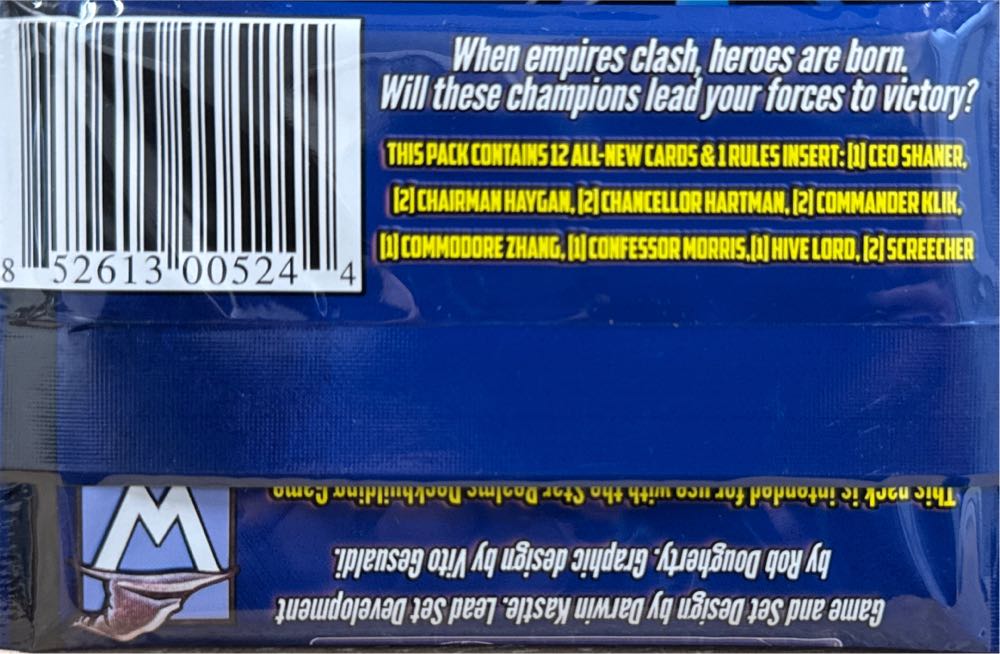 When empires clash, heroes are born.
Will these champions lead your forces to victory?
THIS PACK CONTAINS 12 ALL-NEW CARDS & 1 RULES INSERT: [1] CEO SHANER,
[2] CHAIRMAN HAYGAN, [2] CHANCELLOR HARTMAN, [2] COMMANDER KLIK,
[1] COMMODORE ZHANG, [1] CONFESSOR MORRIS, [1] HIVE LORD, [2] SCREECHER
8 52613 00524 4
Game and Set Design by Darwin Kastle. Lead Set Development
by Rob Dougherty. Graphic design by Vito Gesualdi.
This pack is intended for use with the Star Realms Deckbuilding Game
W